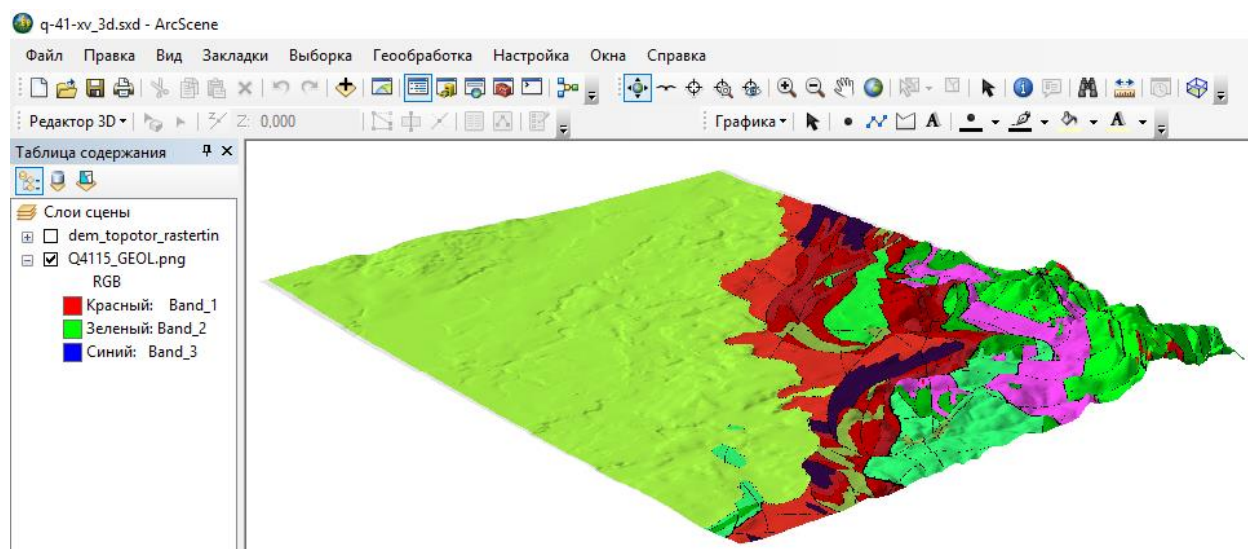 q-41-xv_3d.sxd - ArcScene
Файл Правка Вид Закладки Выборка Геообработка Настройка Окна Справка
Редактор 3D Z: 0,000 Графика A A
Таблица содержания
Слои сцены
dem_topotor_rastertin
Q4115_GEOL.png
RGB
Красный: Band_1
Зеленый: Band_2
Синий: Band_3